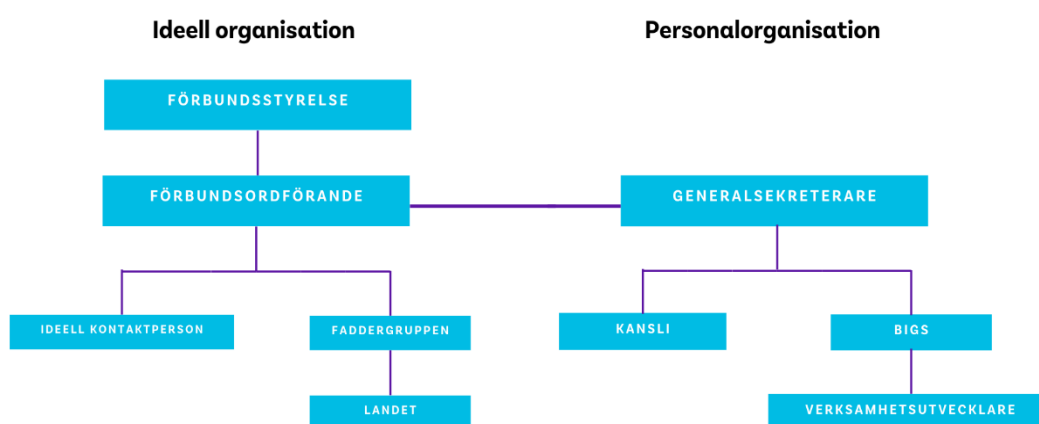 Ideell organisation
Personalorganisation
FÖRBUNDSSTYRELSE
FÖRBUNDSORDFÖRANDE
GENERALSEKRETERARE
IDEELL KONTAKTPERSON
FADDERGRUPPEN
KANSLI
BIGS
LANDET
VERKSAMHETSUTVECKLARE